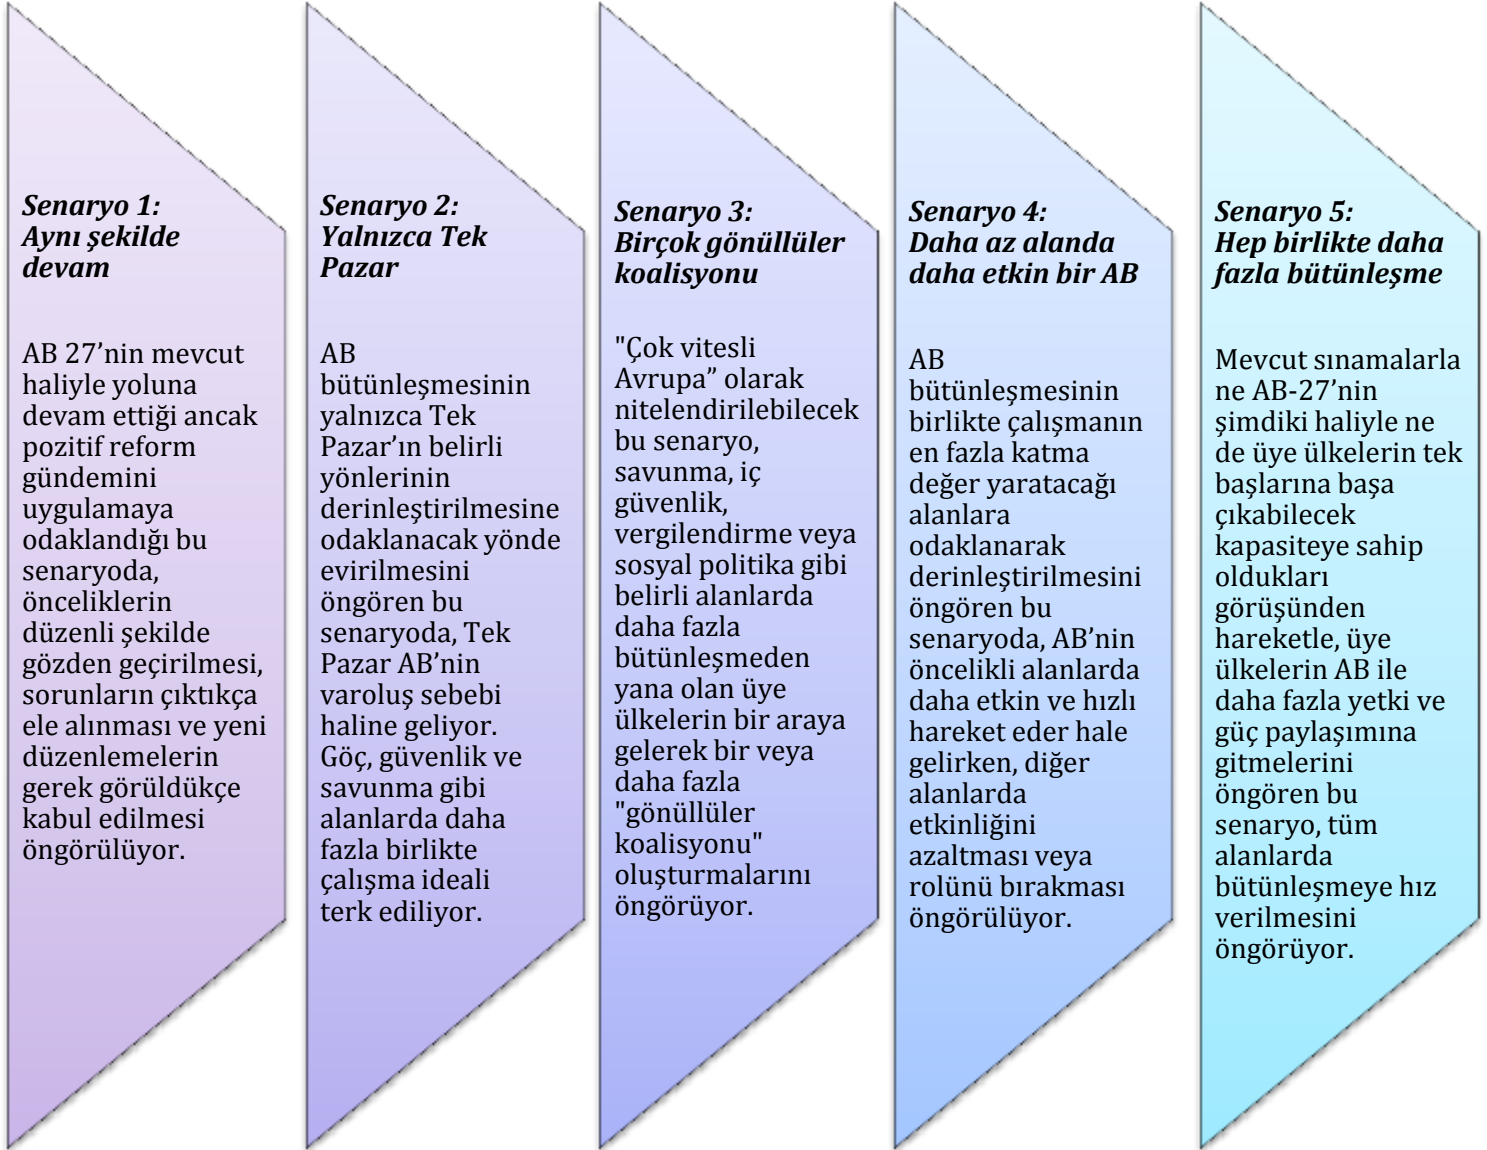 Senaryo 1:
Aynı şekilde
devam
AB 27’nin mevcut
haliyle yoluna
devam ettiği ancak
pozitif reform
gündemini
uygulamaya
odaklandığı bu
senaryoda,
önceliklerin
düzenli şekilde
gözden geçirilmesi,
sorunların çıktıkça
ele alınması ve yeni
düzenlemelerin
gerek görüldükçe
kabul edilmesi
öngörülüyor.
Senaryo 2:
Yalnızca Tek
Pazar
AB
bütünleşmesinin
yalnızca Tek
Pazar’ın belirli
yönlerinin
derinleştirilmesine
odaklanacak yönde
evirilmesini
öngören bu
senaryoda, Tek
Pazar AB’nin
varoluş sebebi
haline geliyor.
Göç, güvenlik ve
savunma gibi
alanlarda daha
fazla birlikte
çalışma ideali
terk ediliyor.
Senaryo 3:
Birçok gönüllüler
koalisyonu
"Çok vitesli
Avrupa” olarak
nitelendirilebilecek
bu senaryo,
savunma, iç
güvenlik,
vergilendirme veya
sosyal politika gibi
belirli alanlarda
daha fazla
bütünleşmeden
yana olan üye
ülkelerin bir araya
gelerek bir veya
daha fazla
"gönüllüler
koalisyonu"
oluşturmalarını
öngörüyor.
Senaryo 4:
Daha az alanda
daha etkin bir AB
AB
bütünleşmesinin
birlikte çalışmanın
en fazla katma
değer yaratacağı
alanlara
odaklanarak
derinleştirilmesini
öngören bu
senaryoda, AB’nin
öncelikli alanlarda
daha etkin ve hızlı
hareket eder hale
gelirken, diğer
alanlarda
etkinliğini
azaltması veya
rolünü bırakması
öngörülüyor.
Senaryo 5:
Hep birlikte daha
fazla bütünleşme
Mevcut sınamalarla
ne AB-27’nin
şimdiki haliyle ne
de üye ülkelerin tek
başlarına başa
çıkabilecek
kapasiteye sahip
oldukları
görüşünden
hareketle, üye
ülkelerin AB ile
daha fazla yetki ve
güç paylaşımına
gitmelerini
öngören bu
senaryo, tüm
alanlarda
bütünleşmeye hız
verilmesini
öngörüyor.